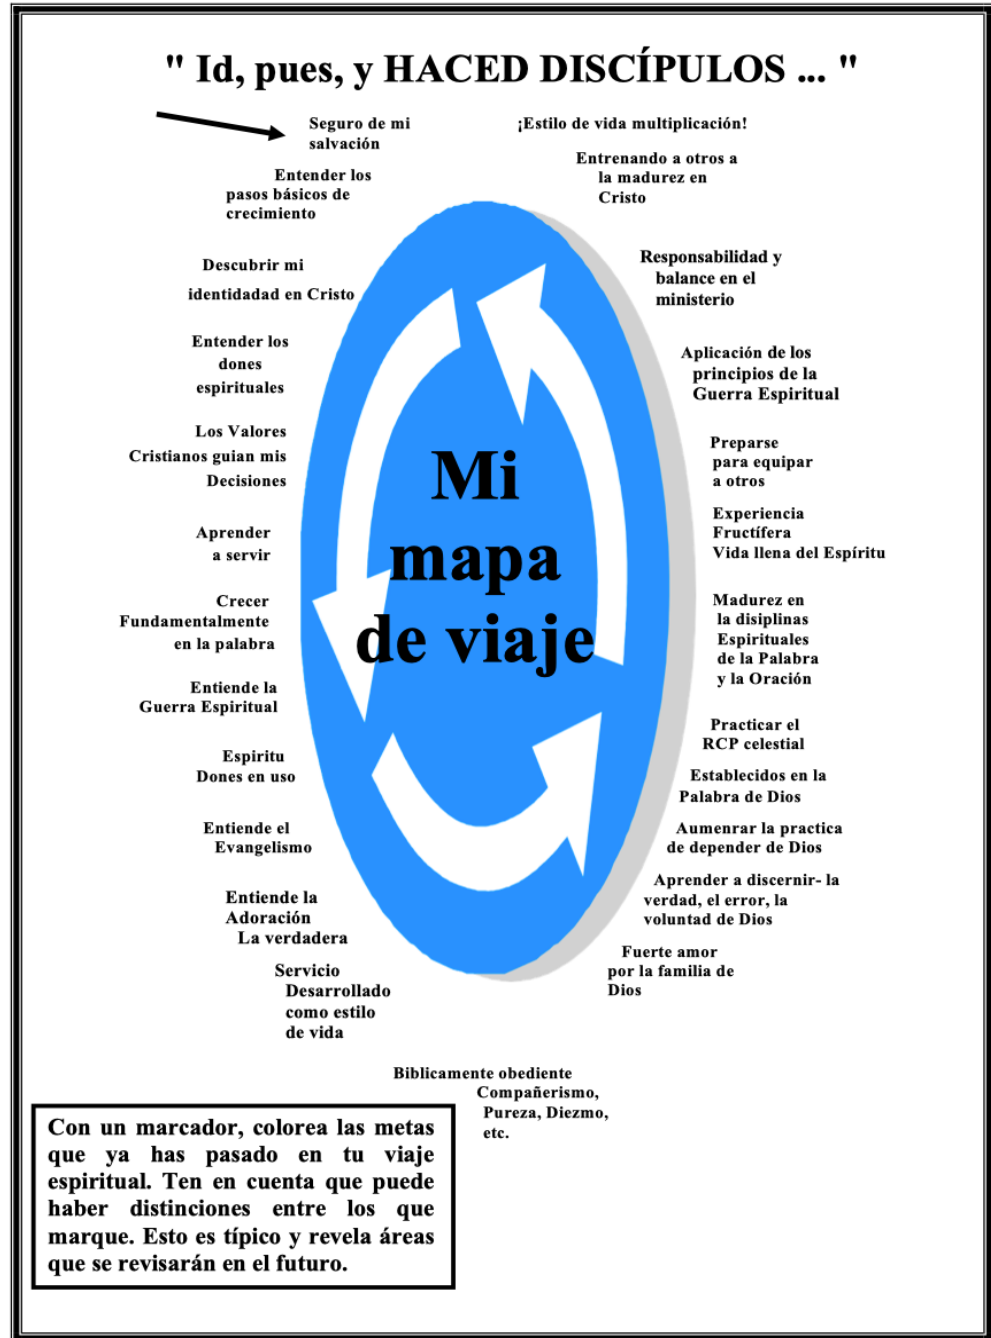 " Id, pues, y HACED DISCÍPULOS ... "
Seguro de mi
salvación
Entender los
pasos básicos de
crecimiento
Descubrir mi
identidadad en Cristo
Entender los
dones
espirituales
Los Valores
Cristianos guian mis
Decisiones
Aprender
a servir
Crecer
Fundamentalmente
en la palabra
Entiende la
Guerra Espiritual
Espiritu
Dones en uso
Entiende el
Evangelismo
Entiende la
Adoración
La verdadera
Servicio
Desarrollado
como estilo
de vida
Biblicamente obediente
Compañerismo,
Pureza, Diezmo,
etc.
Fuerte amor
por la familia de
Dios
Aprender a discernir- la
verdad, el error, la
voluntad de Dios
Aumenrar la practica
de depender de Dios
Establecidos en la
Palabra de Dios
Practicar el
RCP celestial
Madurez en
la disiplinas
Espirituales
de la Palabra
y la Oración
Experiencia
Fructífera
Vida llena del Espíritu
Preparse
para equipar
a otros
Aplicación de los
principios de la
Guerra Espiritual
Responsabilidad y
balance en el
ministerio
Entrenando a otros a
la madurez en
Cristo
¡Estilo de vida multiplicación!
Mi
mapa
de viaje
Con un marcador, colorea las metas
que ya has pasado en tu viaje
espiritual. Ten en cuenta que puede
haber distinciones entre los que
marque. Esto es típico y revela áreas
que se revisarán en el futuro.